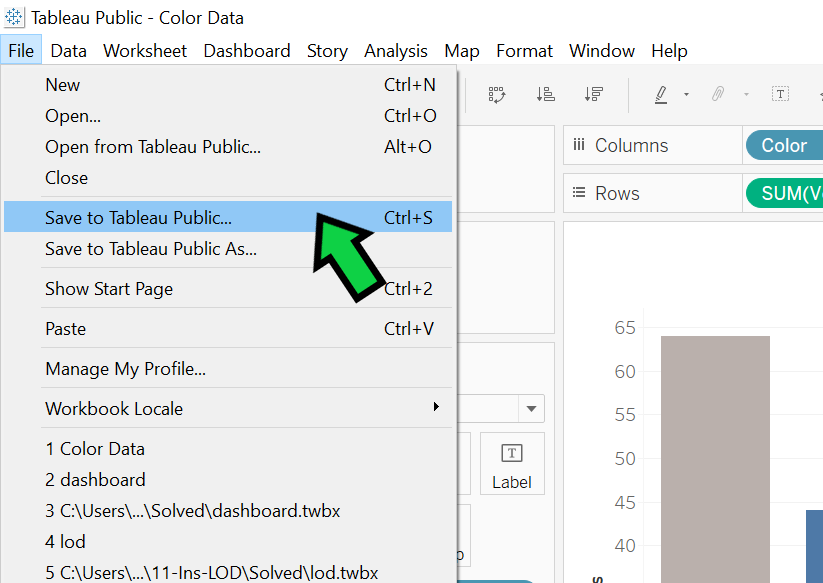 Tableau Public - Color Data
File Data Worksheet Dashboard Story Analysis Map Format Window Help
New Ctrl+N
Open... Ctrl+O
Open from Tableau Public... Alt+O
Close
Save to Tableau Public... Ctrl+S
Save to Tableau Public As...
Show Start Page Ctrl+2
Paste Ctrl+V
Manage My Profile...
Workbook Locale
1 Color Data
2 dashboard
3 C:\Users\...\Solved\dashboard.twbx
4 lod
5 C:\Users\...\11-Ins-LOD\Solved\lod.twbx
T
Columns Color
Rows SUM(V
T
Label
65
60
55
50
45
40